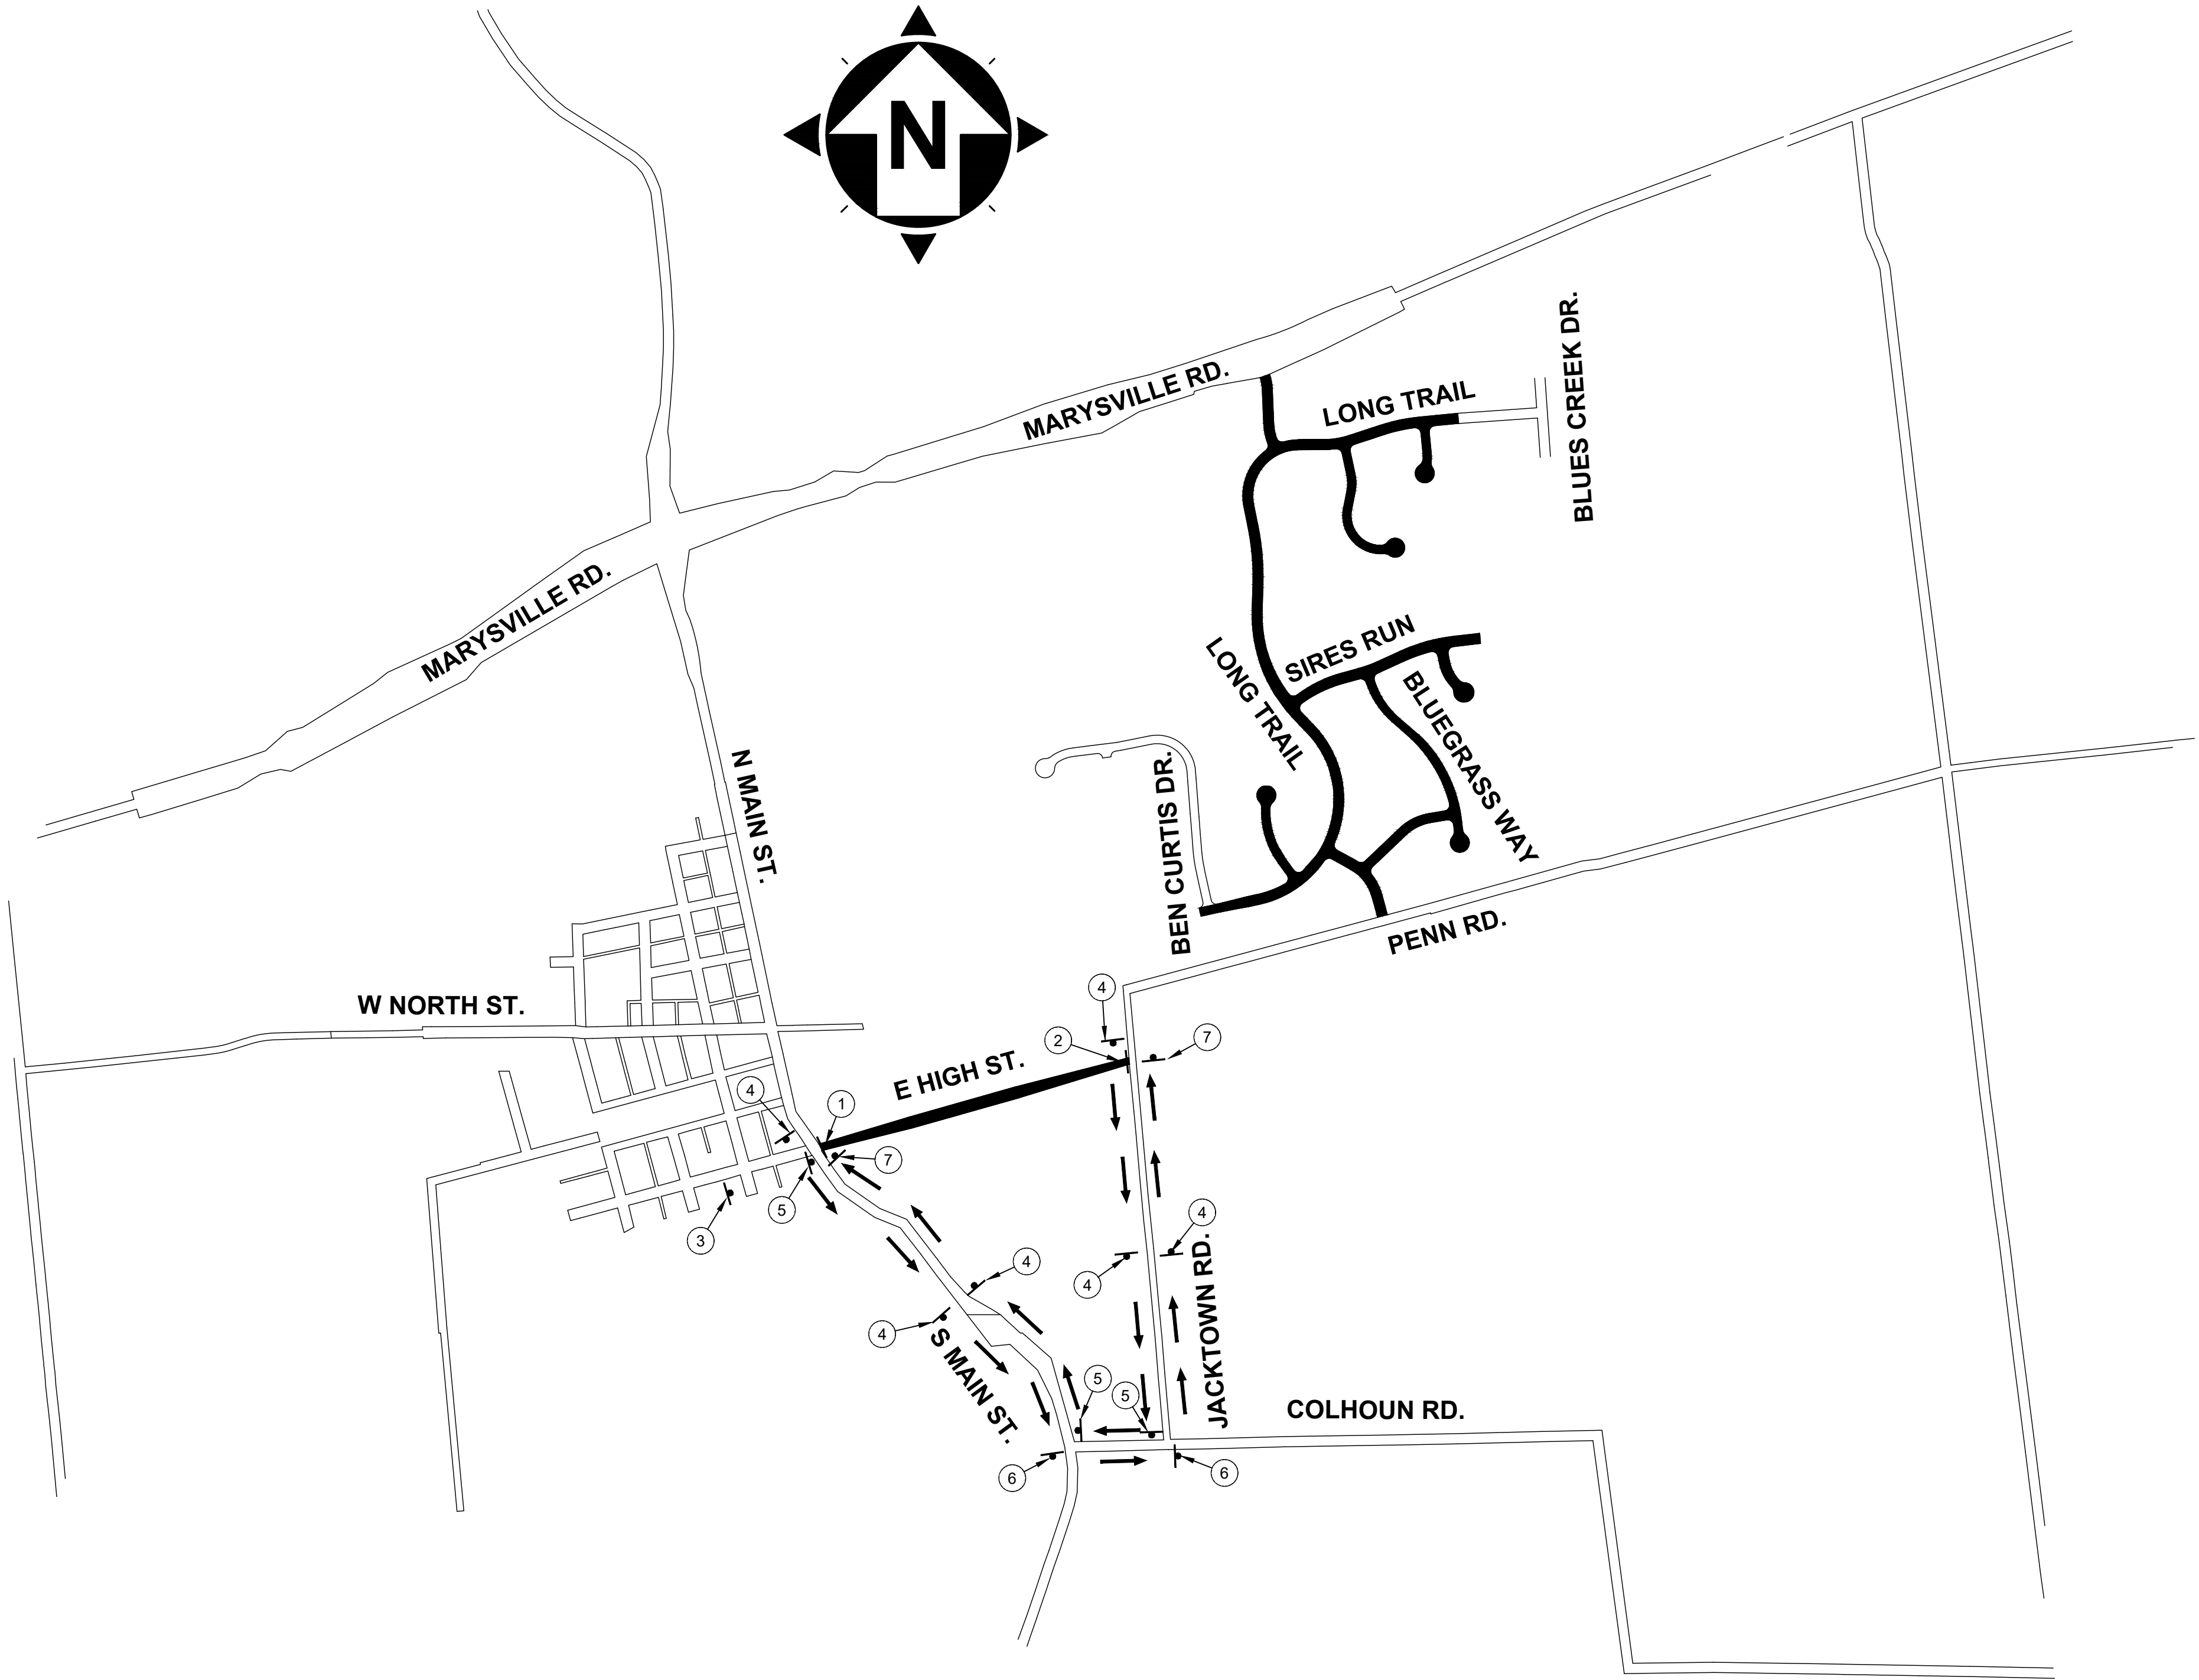 N
BLUES CREEK DR.
MARYSVILLE RD.
LONG TRAIL
MARYSVILLE RD.
SIRES RUN
LONG TRAIL
BLUEGRASS WAY
N MAIN ST.
BEN CURTIS DR.
PENN RD.
W NORTH ST.
4
2
7
E HIGH ST.
4
1
7
5
3
4
4
4
4
JACKTOWN RD.
S MAIN ST.
5
5
COLHOUN RD.
6
6